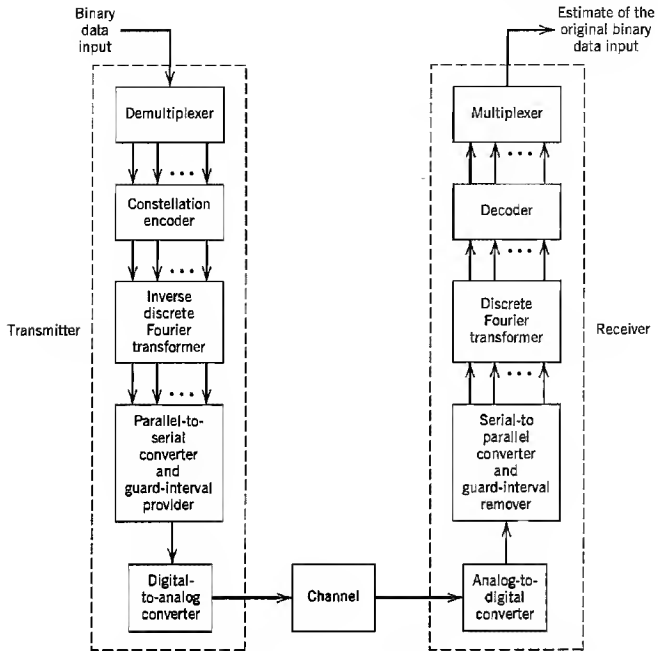 Binary
data
input
Estimate of the
original binary
data input
Demultiplexer
Constellation
encoder
Inverse
discrete
Fourier
transformer
Parallel-to-
serial
converter
and
guard-interval
provider
Digital-
to-analog
converter
Transmitter
Channel
Multiplexer
Decoder
Discrete
Fourier
transformer
Serial-to
parallel
converter
and
guard-interval
remover
Analog-to-
digital
converter
Receiver